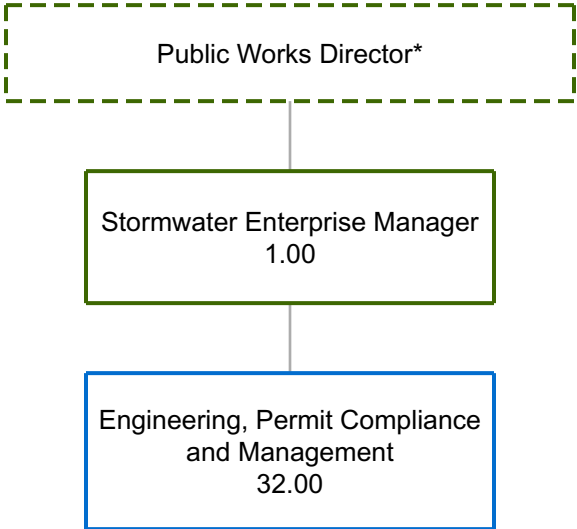 Public Works Director*
Stormwater Enterprise Manager
1.00
Engineering, Permit Compliance
and Management
32.00